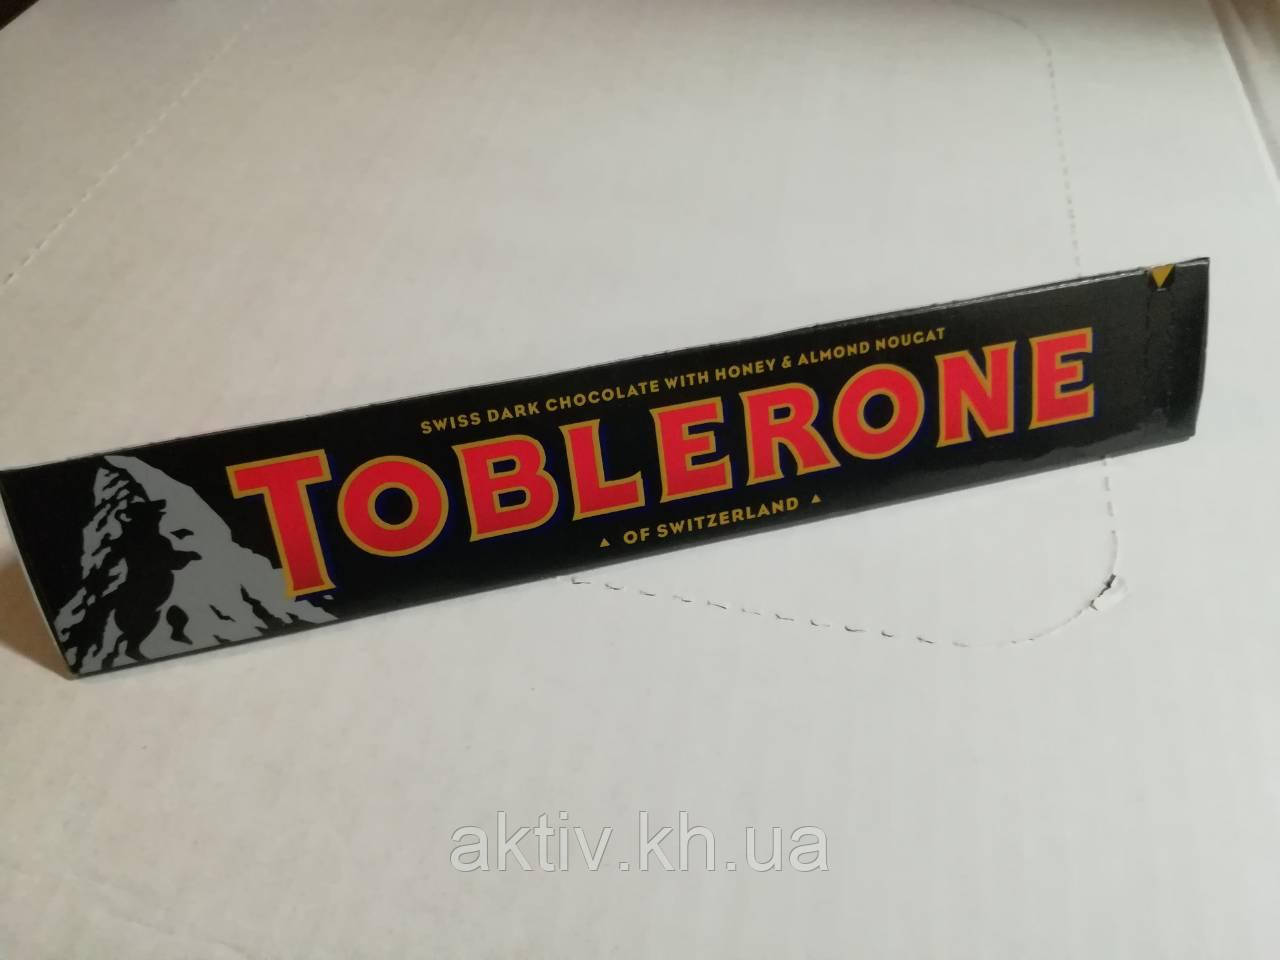 SWISS DARK CHOCOLATE WITH HONEY & ALMOND NOUGAT
TOBLERONE
OF SWITZERLAND
aktiv.kh.ua